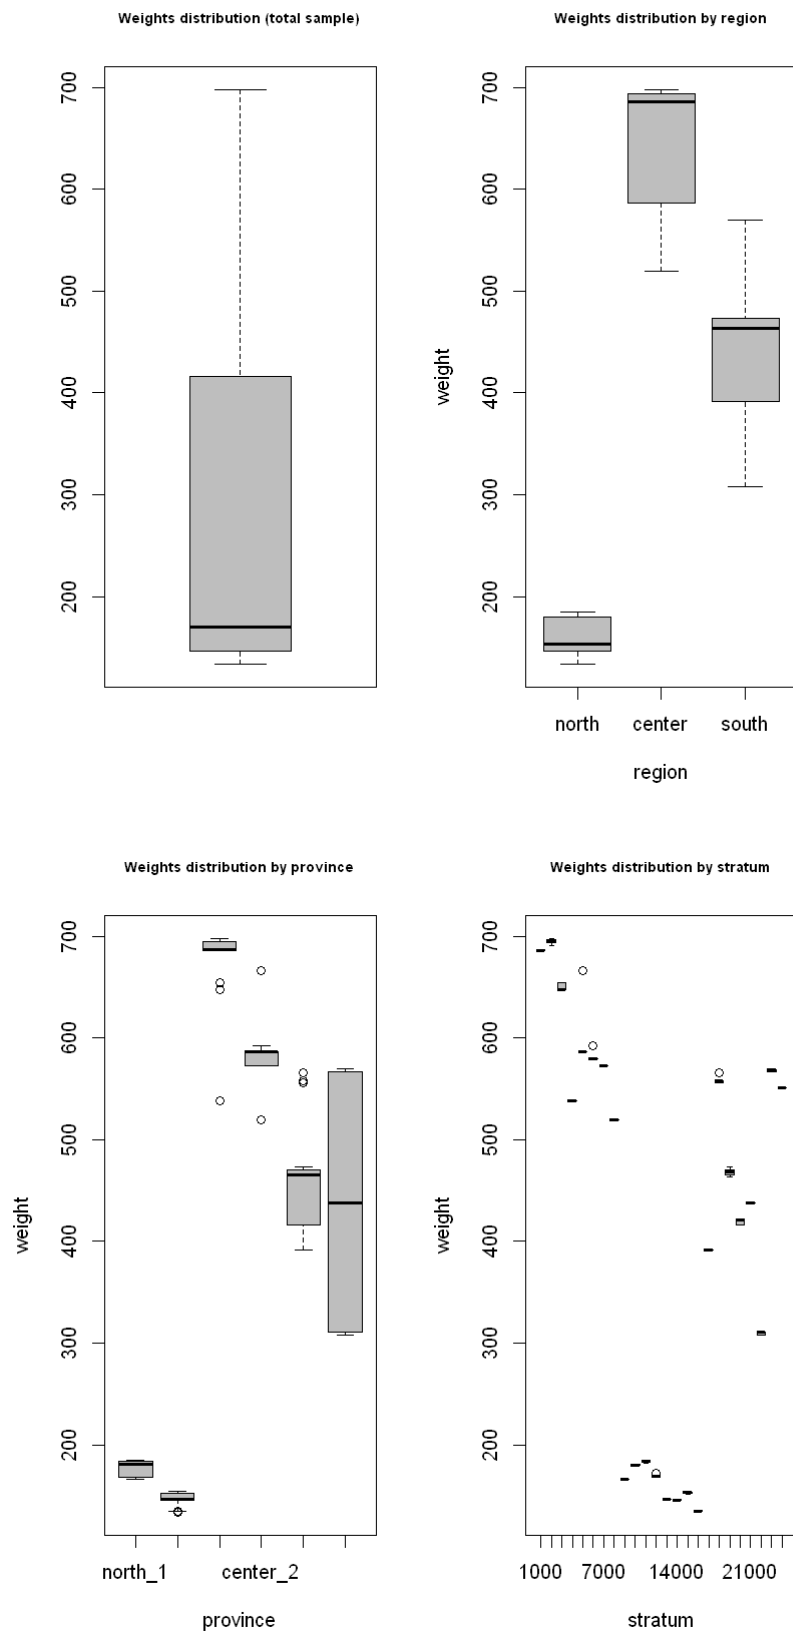 Weights distribution (total sample)
700
600
500
400
300
200
Weights distribution by region
weight
700
600
500
400
300
200
north center south
region
Weights distribution by province
weight
700
600
500
400
300
200
north_1 center_2
province
Weights distribution by stratum
weight
700
600
500
400
300
200
1000 7000 14000 21000
stratum